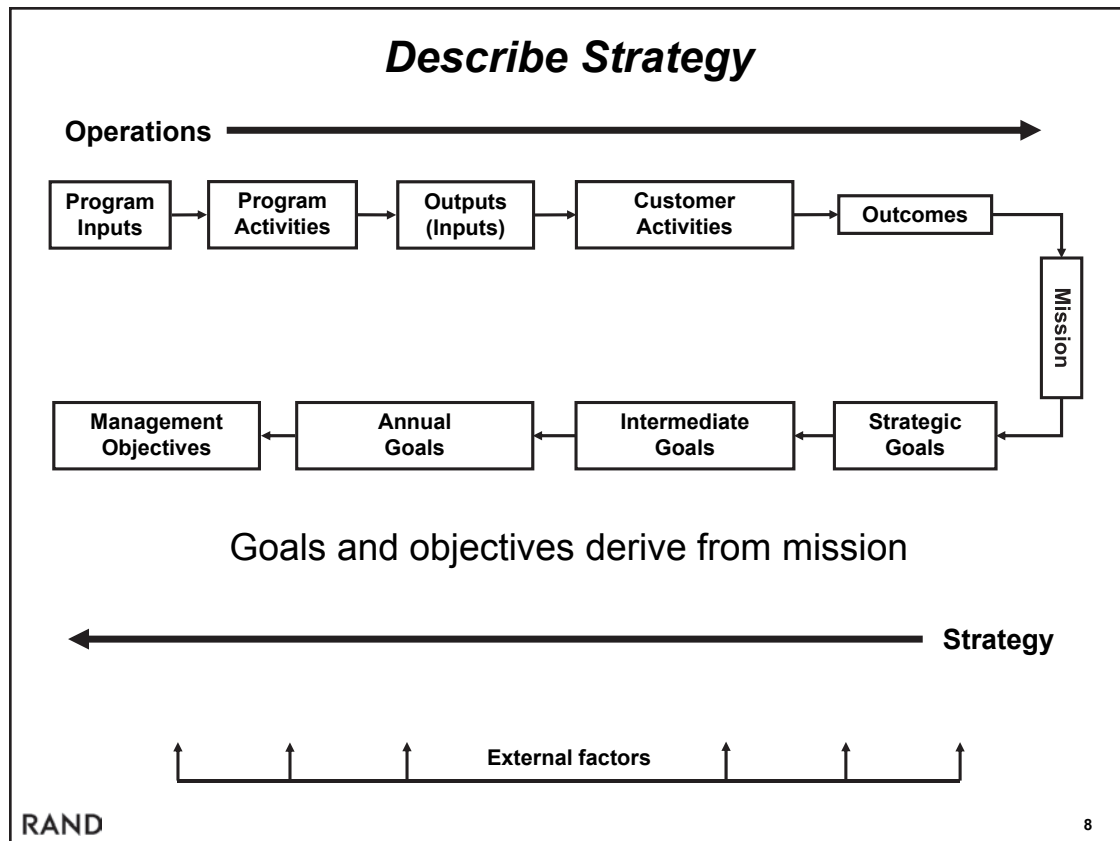 Describe Strategy
Operations
Program
Inputs
Program
Activities
Outputs
(Inputs)
Customer
Activities
Outcomes
Mission
Management
Objectives
Annual
Goals
Intermediate
Goals
Strategic
Goals
Goals and objectives derive from mission
Strategy
External factors
RAND
8